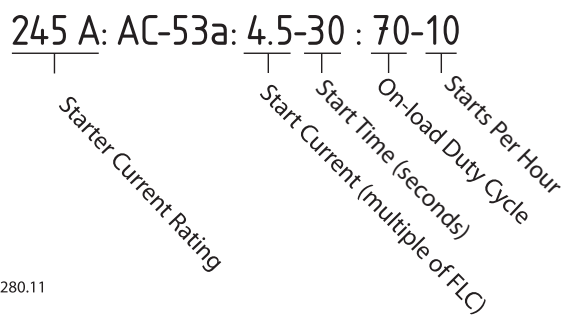 245 A: AC-53a: 4.5-30 : 70-10
Starter Current Rating
Start Current (multiple of FLC)
Start Time (seconds)
On-load Duty Cycle
Starts Per Hour
280.11